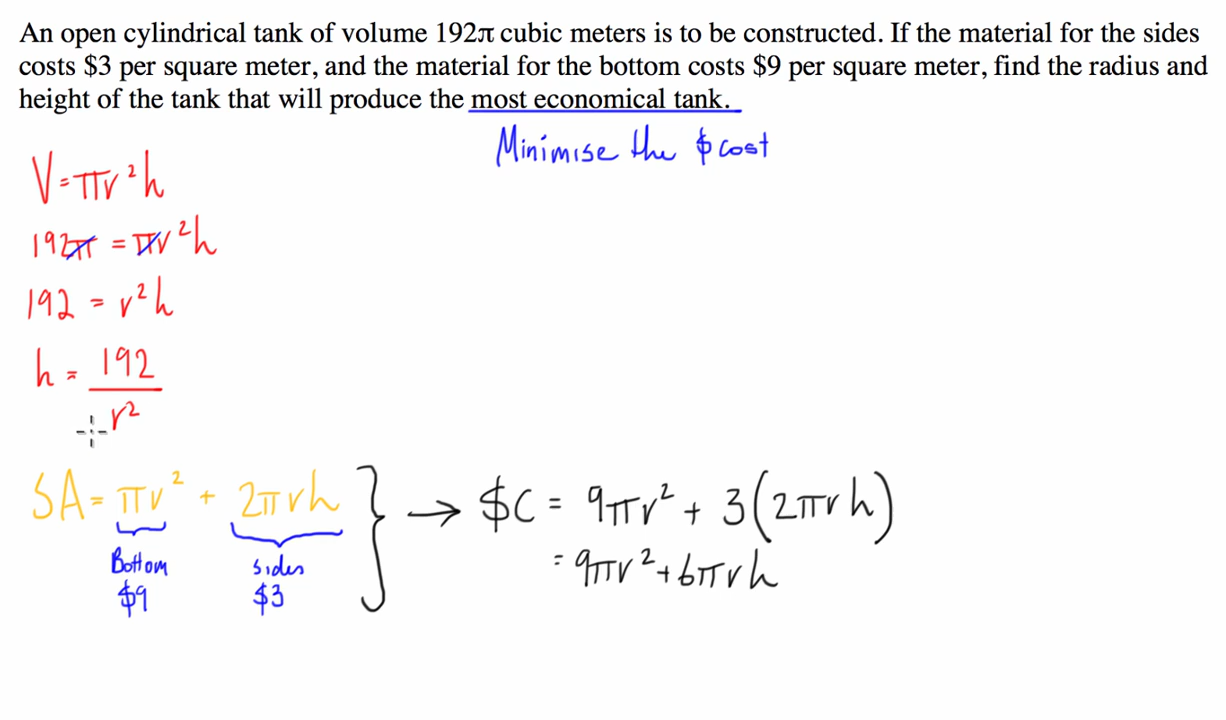 An open cylindrical tank of volume 192π cubic meters is to be constructed. If the material for the sides
costs $3 per square meter, and the material for the bottom costs $9 per square meter, find the radius and
height of the tank that will produce the most economical tank.
Minimise the $ cost
V = πr²h
192π = πr²h
192 = r²h
h = 192
r²
SA = πr² + 2πrh } → $C = 9πr² + 3(2πrh)
= 9πr² + 6πrh
Bottom Sides
$9 $3